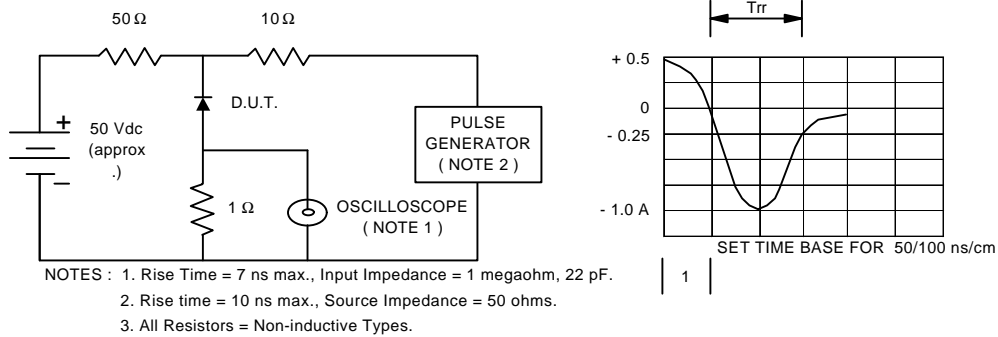 Trr
50 Ω
10 Ω
+ 0.5
D.U.T.
0
+
50 Vdc
(approx
.)
PULSE
GENERATOR
( NOTE 2 )
- 0.25
1 Ω
OSCILLOSCOPE
( NOTE 1 )
- 1.0 A
SET TIME BASE FOR 50/100 ns/cm
NOTES : 1. Rise Time = 7 ns max., Input Impedance = 1 megaohm, 22 pF.
1
2. Rise time = 10 ns max., Source Impedance = 50 ohms.
3. All Resistors = Non-inductive Types.